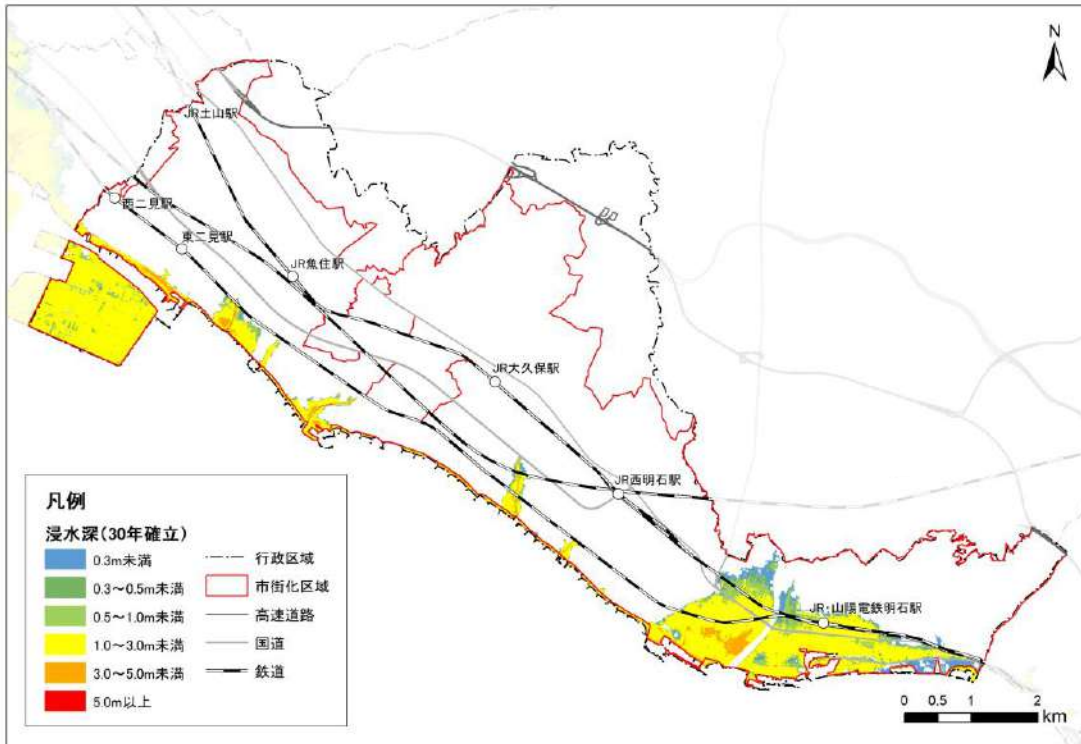 N
JR土山駅
西二見駅
東二見駅
JR魚住駅
JR大久保駅
JR西明石駅
JR・山陽電鉄明石駅
凡例
浸水深(30年確立)
0.3m未満
0.3～0.5m未満
0.5～1.0m未満
1.0～3.0m未満
3.0～5.0m未満
5.0m以上
行政区域
市街化区域
高速道路
国道
鉄道
0 0.5 1 2
km